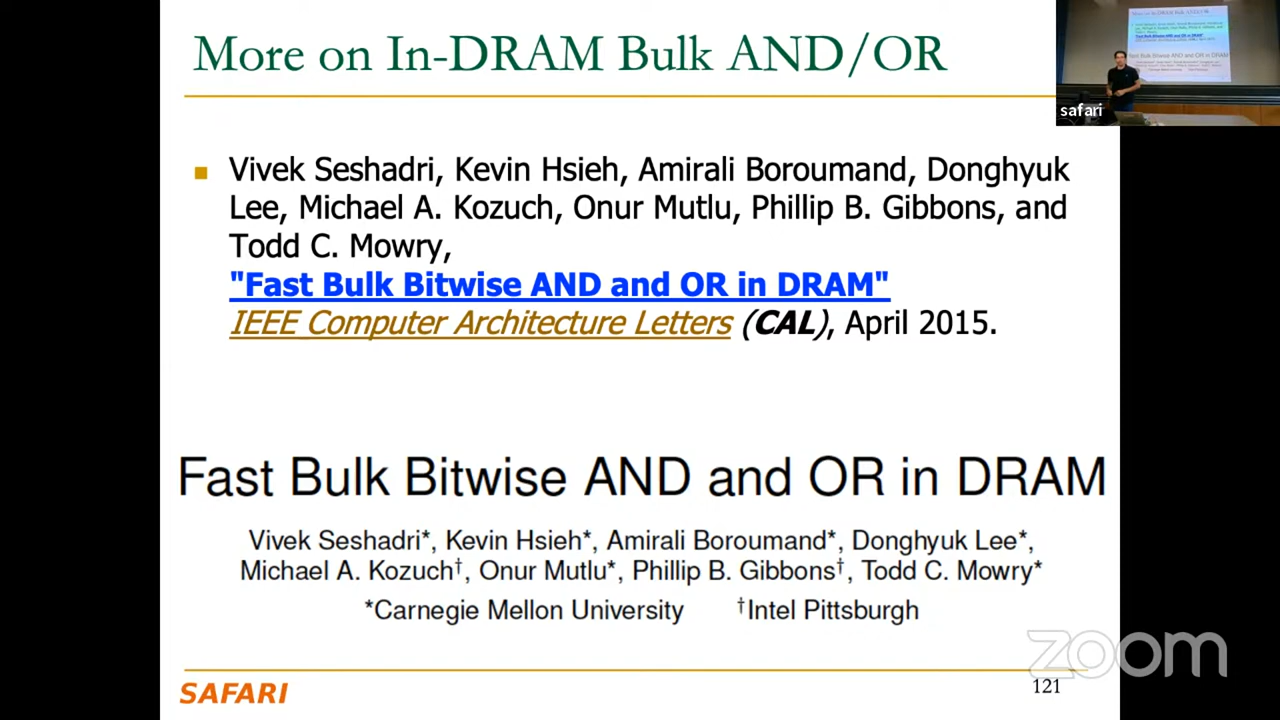 More on In-DRAM Bulk AND/OR
safari
Vivek Seshadri, Kevin Hsieh, Amirali Boroumand, Donghyuk
Lee, Michael A. Kozuch, Onur Mutlu, Phillip B. Gibbons, and
Todd C. Mowry,
"Fast Bulk Bitwise AND and OR in DRAM"
IEEE Computer Architecture Letters (CAL), April 2015.
Fast Bulk Bitwise AND and OR in DRAM
Vivek Seshadri*, Kevin Hsieh*, Amirali Boroumand*, Donghyuk Lee*,
Michael A. Kozuch†, Onur Mutlu*, Phillip B. Gibbons†, Todd C. Mowry*
*Carnegie Mellon University †Intel Pittsburgh
zoom
SAFARI
121